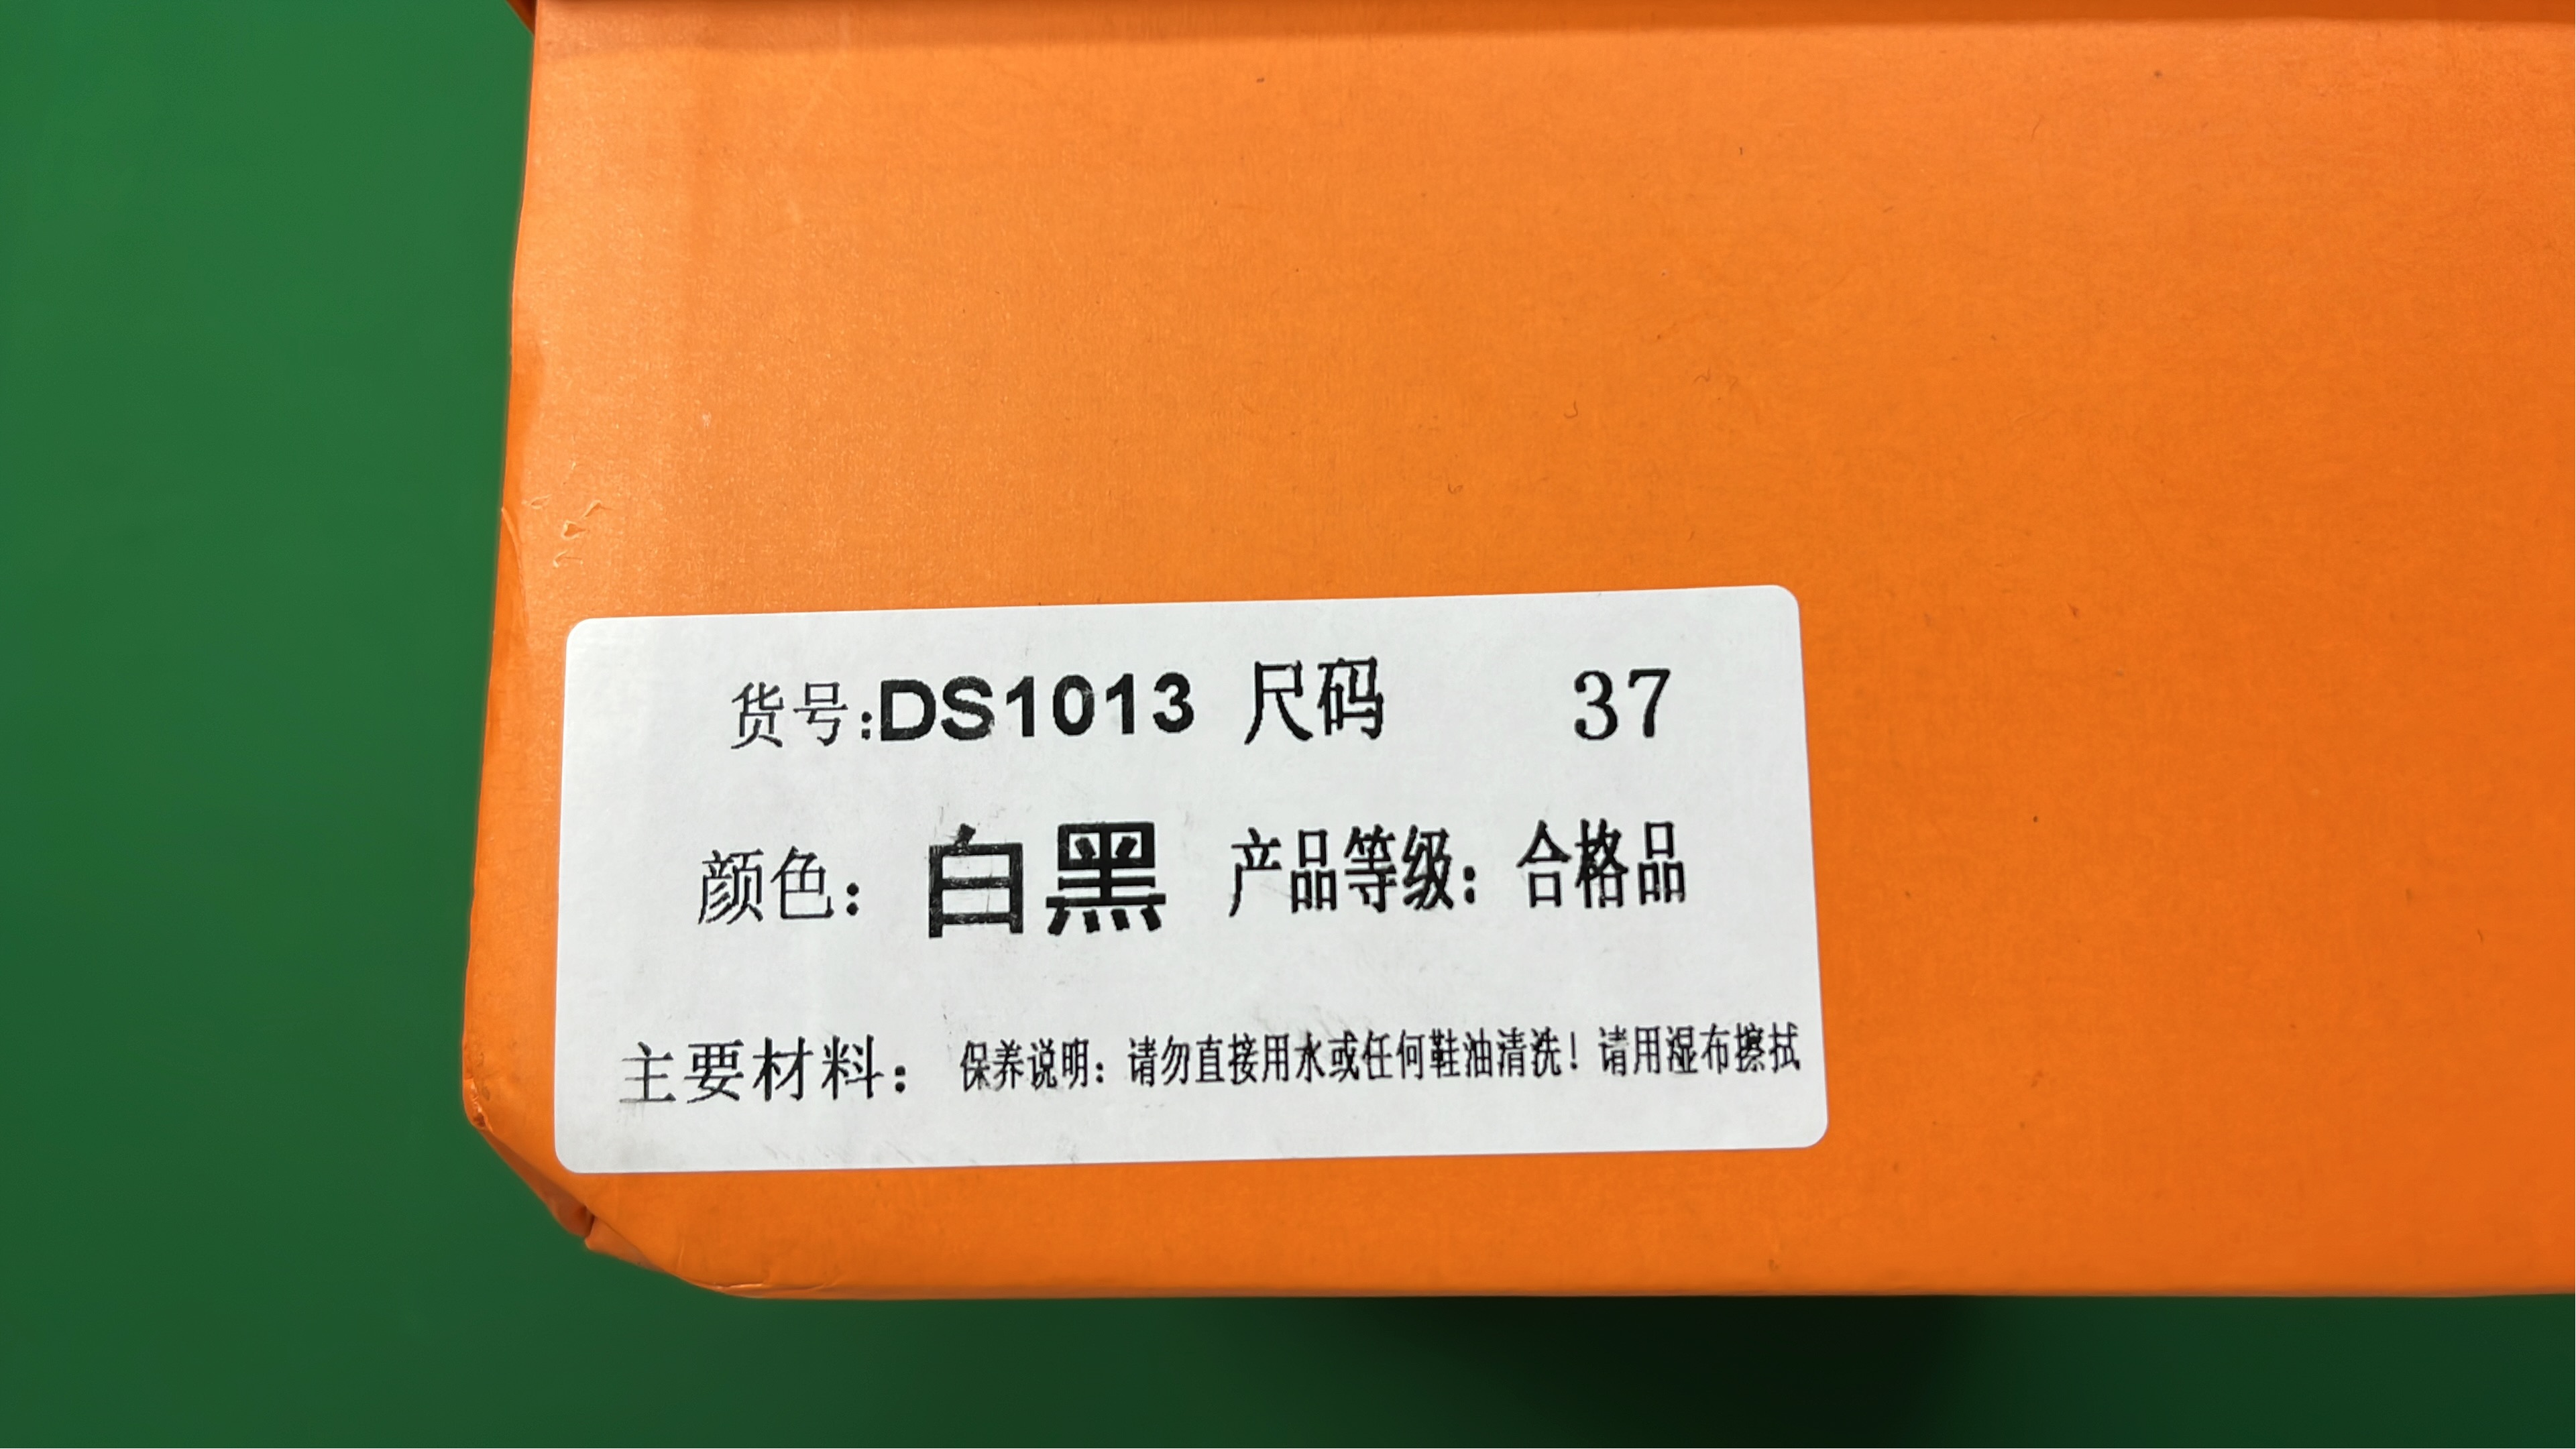 货号:DS1013 尺码 37
颜色: 白黑 产品等级: 合格品
主要材料: 保养说明: 请勿直接用水或任何鞋油清洗! 请用湿布擦拭